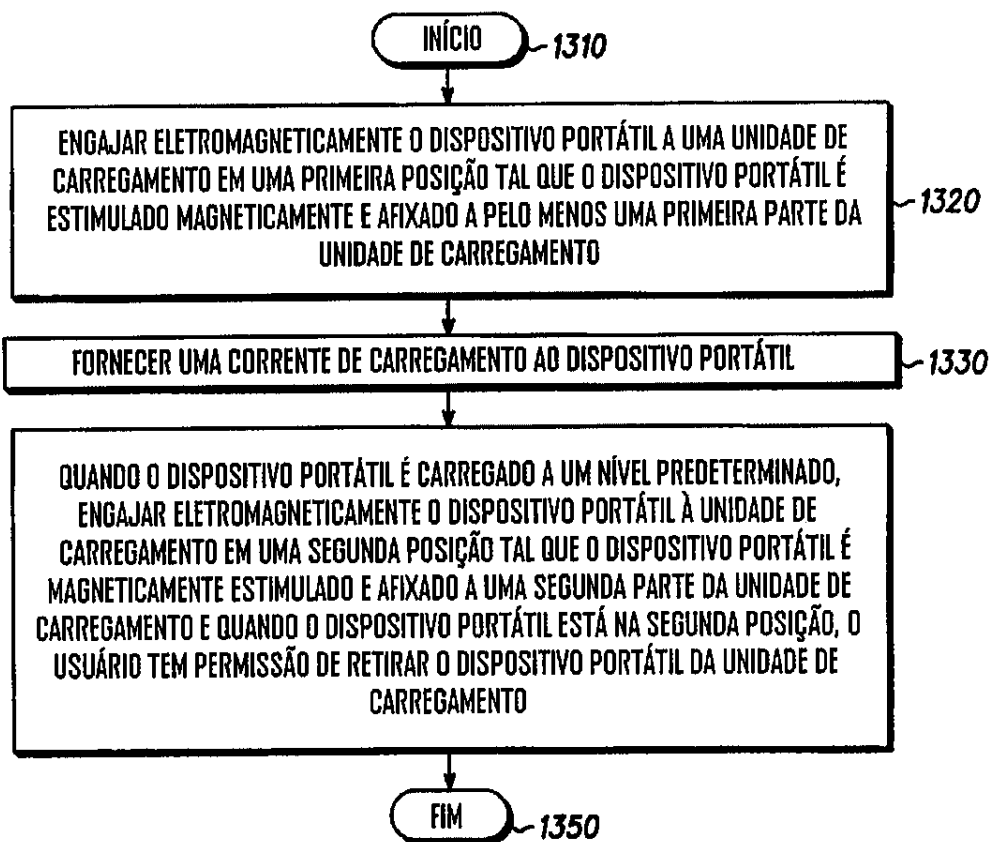 INÍCIO
1310
ENGAJAR ELETROMAGNETICAMENTE O DISPOSITIVO PORTÁTIL A UMA UNIDADE DE
CARREGAMENTO EM UMA PRIMEIRA POSIÇÃO TAL QUE O DISPOSITIVO PORTÁTIL É
ESTIMULADO MAGNETICAMENTE E AFIXADO A PELO MENOS UMA PRIMEIRA PARTE DA
UNIDADE DE CARREGAMENTO
1320
FORNECER UMA CORRENTE DE CARREGAMENTO AO DISPOSITIVO PORTÁTIL
1330
QUANDO O DISPOSITIVO PORTÁTIL É CARREGADO A UM NÍVEL PREDETERMINADO,
ENGAJAR ELETROMAGNETICAMENTE O DISPOSITIVO PORTÁTIL À UNIDADE DE
CARREGAMENTO EM UMA SEGUNDA POSIÇÃO TAL QUE O DISPOSITIVO PORTÁTIL É
MAGNETICAMENTE ESTIMULADO E AFIXADO A UMA SEGUNDA PARTE DA UNIDADE DE
CARREGAMENTO E QUANDO O DISPOSITIVO PORTÁTIL ESTÁ NA SEGUNDA POSIÇÃO, O
USUÁRIO TEM PERMISSÃO DE RETIRAR O DISPOSITIVO PORTÁTIL DA UNIDADE DE
CARREGAMENTO
FIM
1350